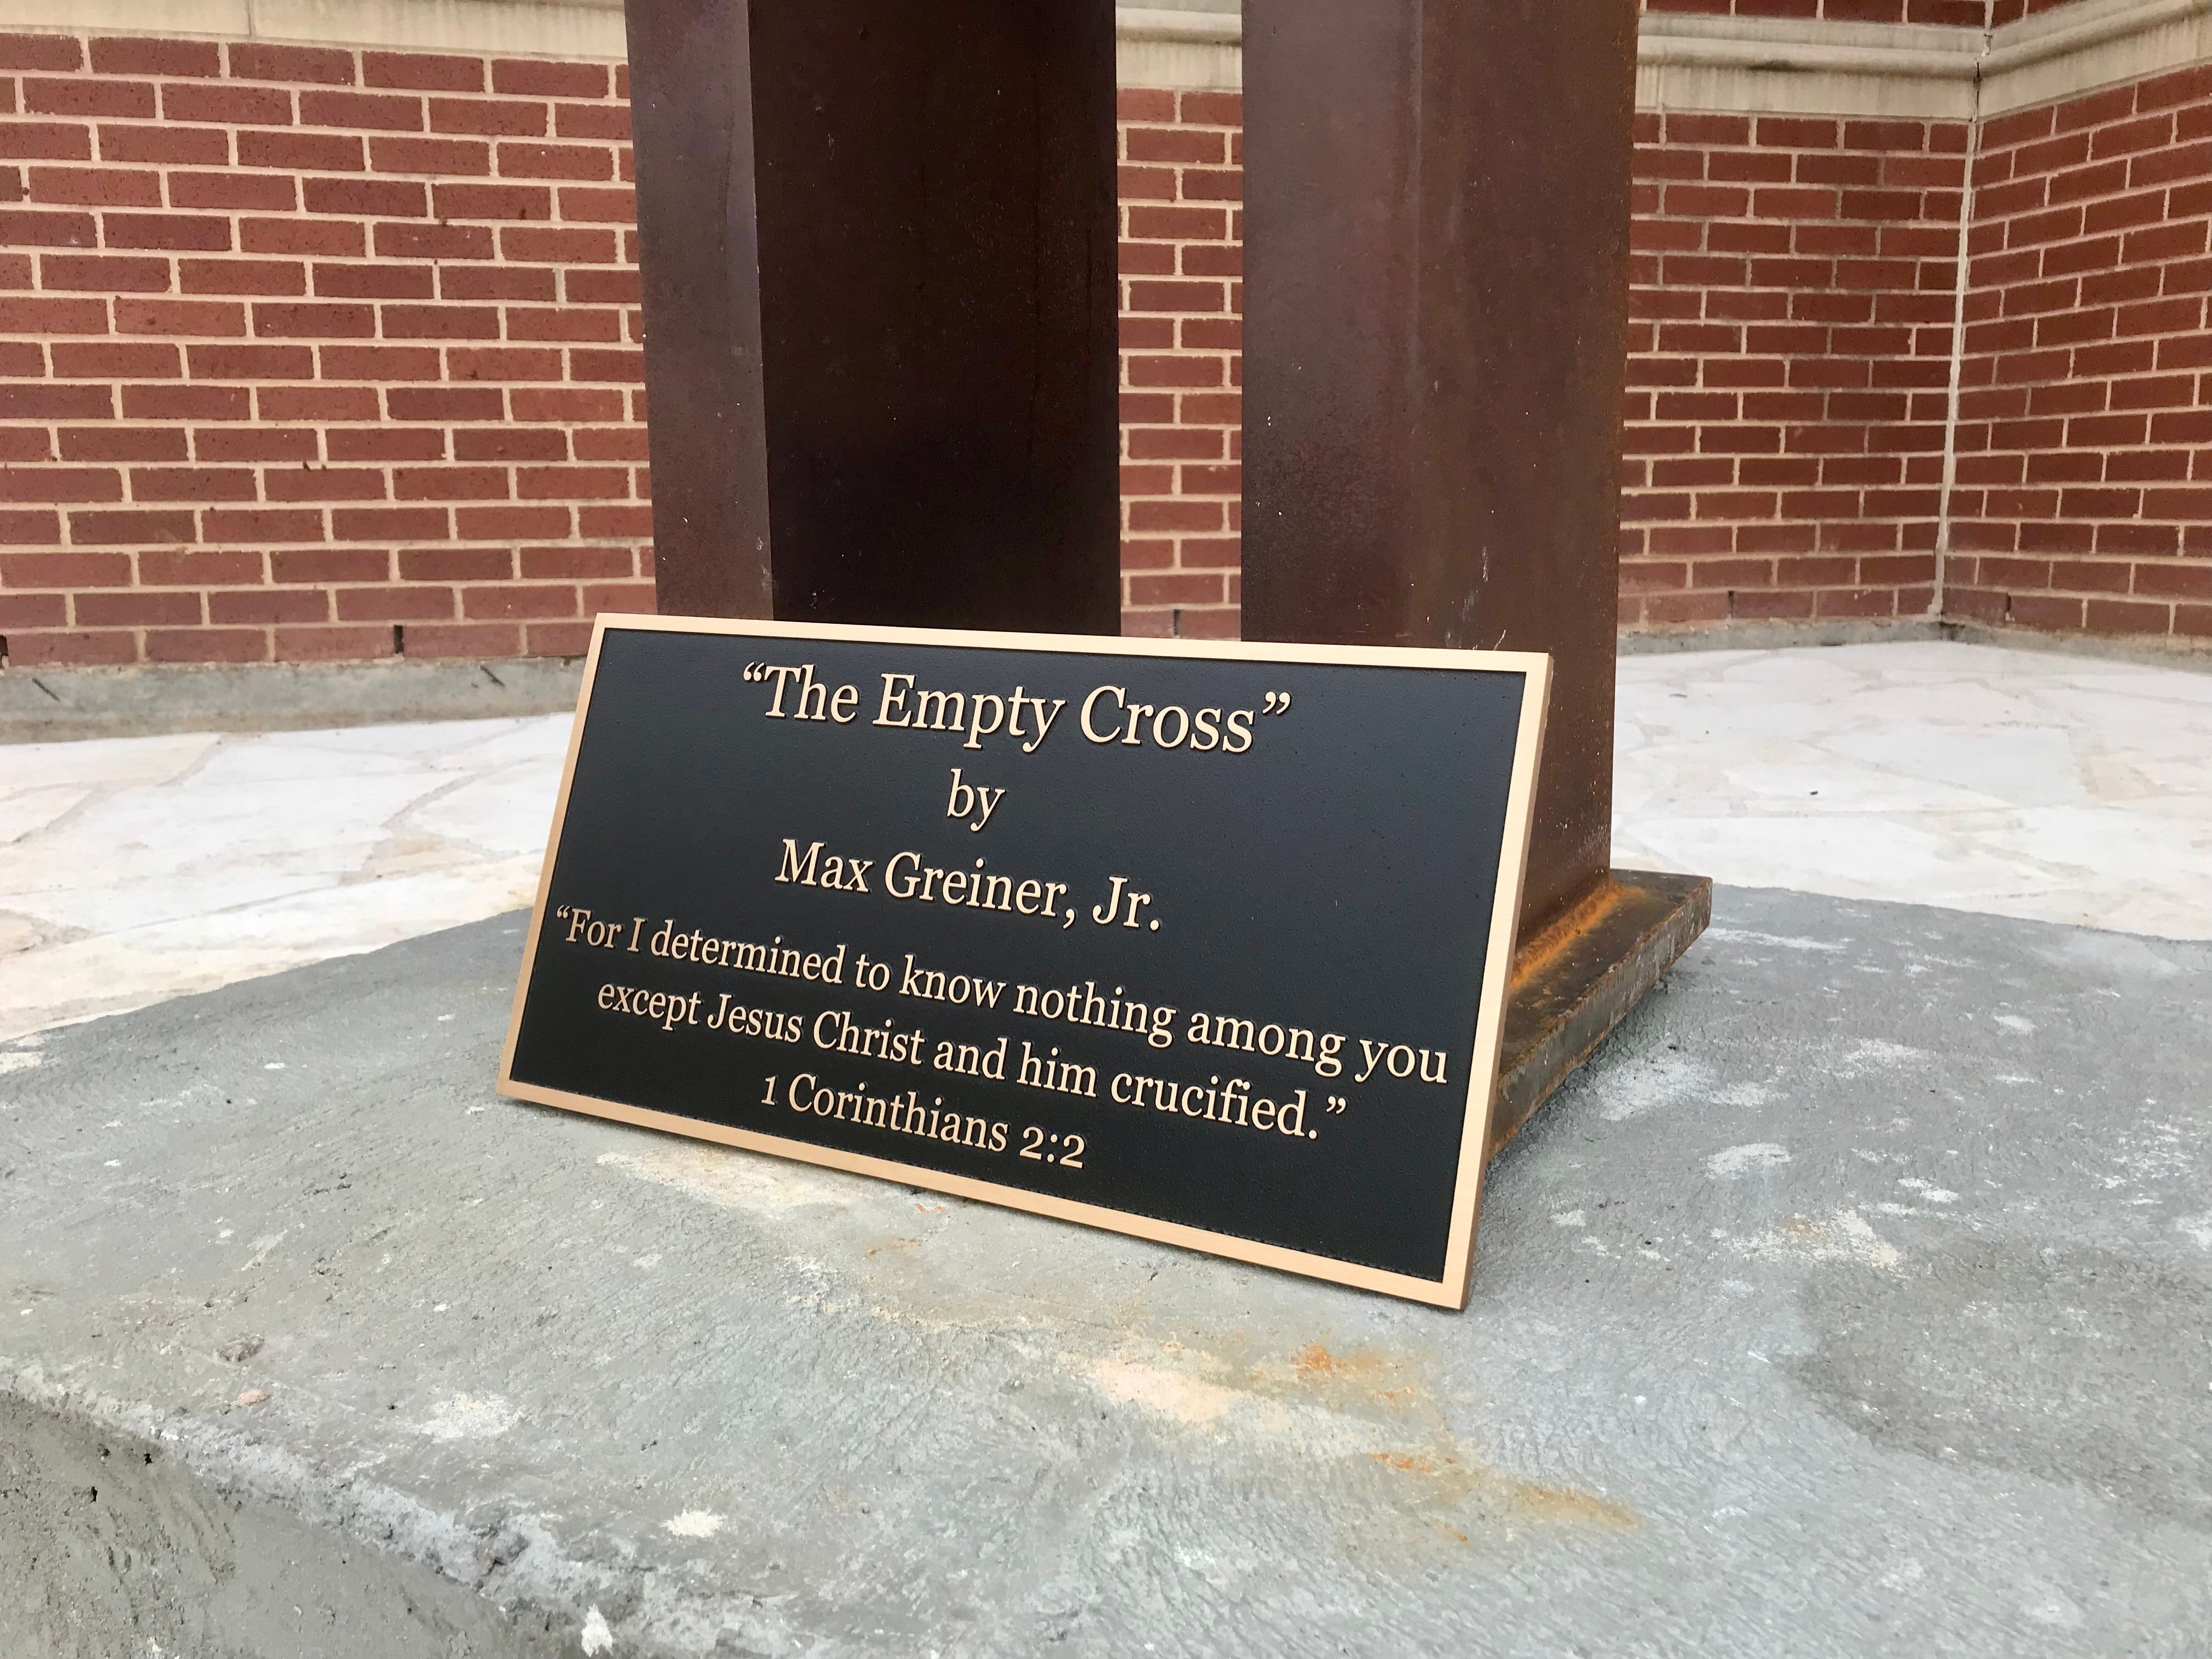 “The Empty Cross”
by
Max Greiner, Jr.
“For I determined to know nothing among you
except Jesus Christ and him crucified.”
1 Corinthians 2:2